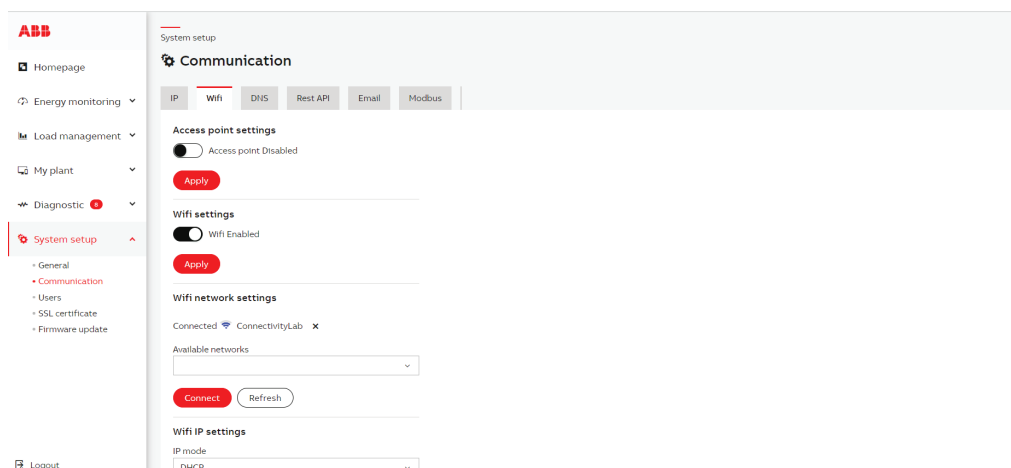 ABB
Homepage
Energy monitoring
Load management
My plant
Diagnostic
System setup
General
Communication
Users
SSL certificate
Firmware update
Logout
System setup
Communication
IP
Wifi
DNS
Rest API
Email
Modbus
Access point settings
Access point Disabled
Apply
Wifi settings
Wifi Enabled
Apply
Wifi network settings
Connected ConnectivityLab
Available networks
Connect
Refresh
Wifi IP settings
IP mode
DHCP